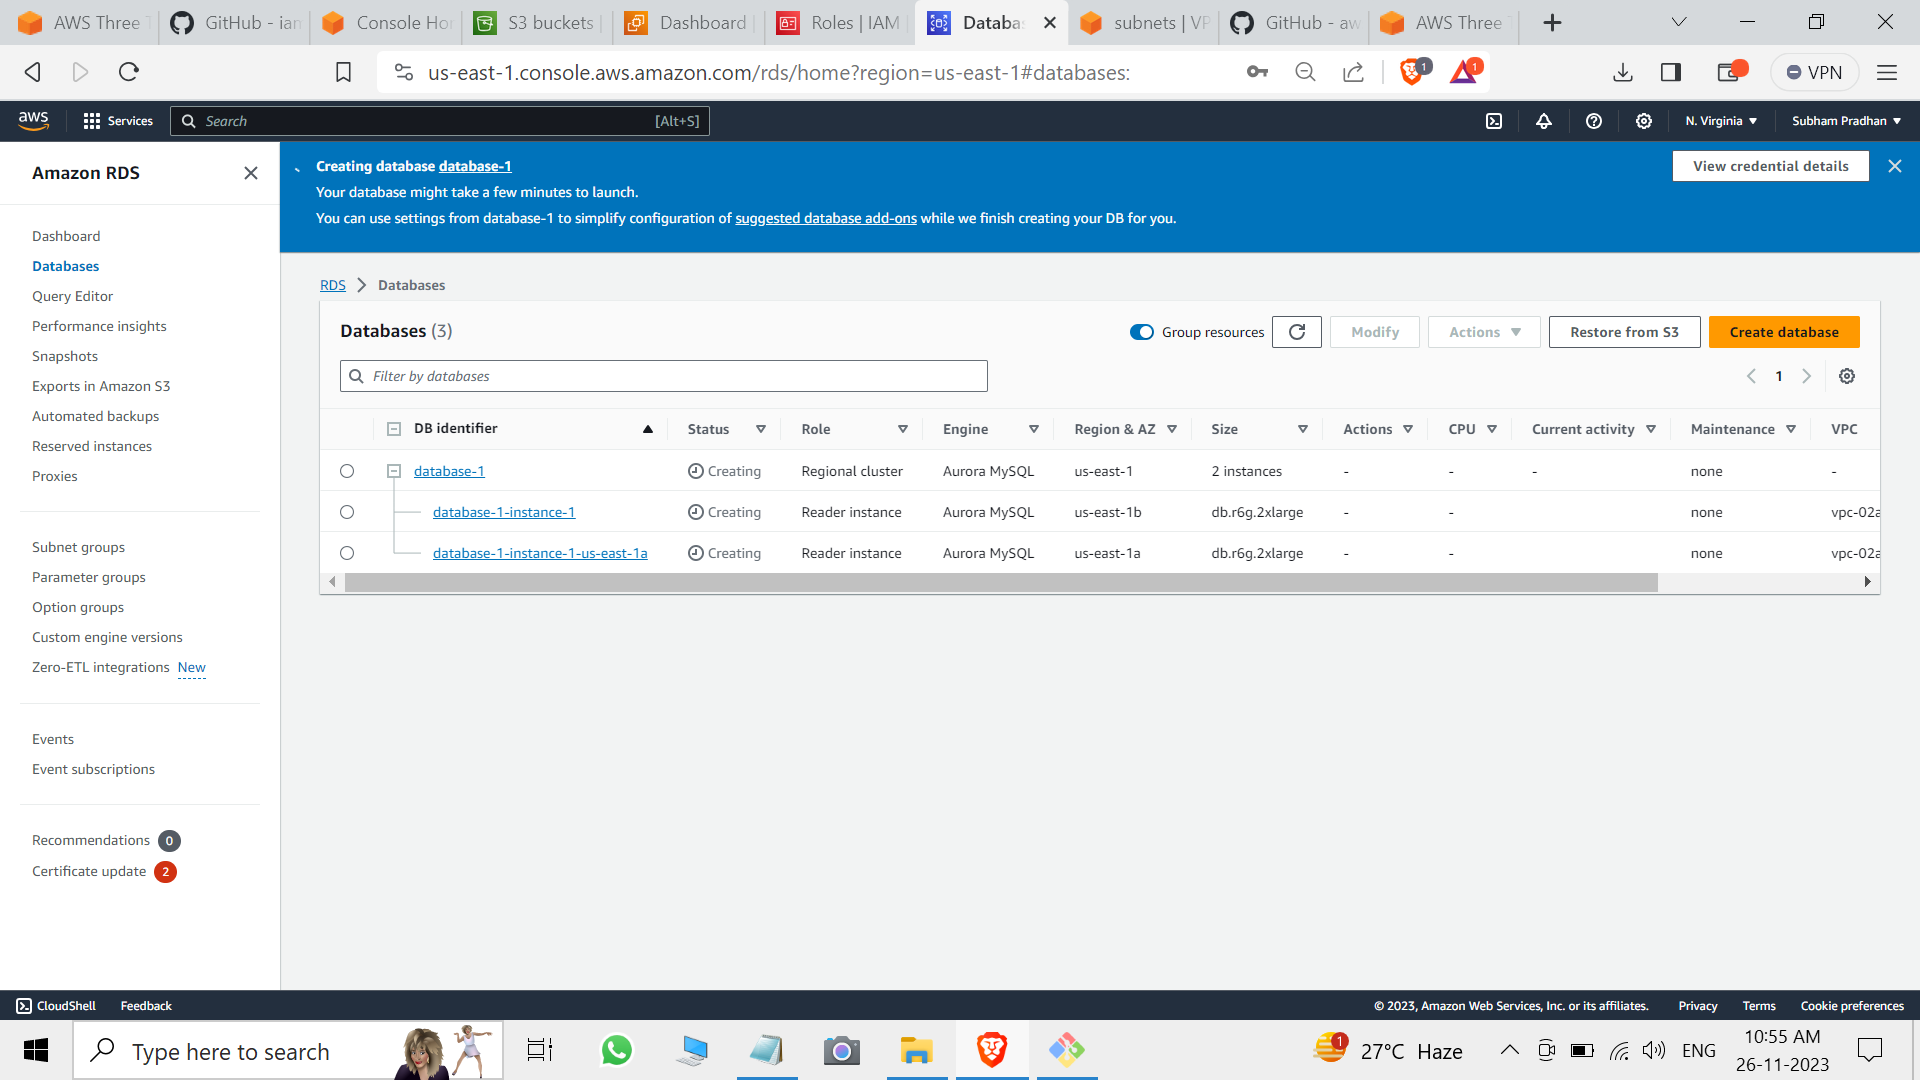 AWS Three T
GitHub - iam
Console Hom
S3 buckets |
Dashboard |
Roles | IAM
Databas
subnets | VP
GitHub - aw
AWS Three T
us-east-1.console.aws.amazon.com/rds/home?region=us-east-1#databases:
1
1
VPN
aws
Services
Search
[Alt+S]
N. Virginia
Subham Pradhan
Amazon RDS
Dashboard
Databases
Query Editor
Performance insights
Snapshots
Exports in Amazon S3
Automated backups
Reserved instances
Proxies
Subnet groups
Parameter groups
Option groups
Custom engine versions
Zero-ETL integrations New
Events
Event subscriptions
Recommendations 0
Certificate update 2
Creating database database-1
Your database might take a few minutes to launch.
You can use settings from database-1 to simplify configuration of suggested database add-ons while we finish creating your DB for you.
View credential details
RDS > Databases
Databases (3)
Group resources
Modify
Actions
Restore from S3
Create database
Filter by databases
1
DB identifier Status Role Engine Region & AZ Size Actions CPU Current activity Maintenance VPC
database-1 Creating Regional cluster Aurora MySQL us-east-1 2 instances - - - none -
database-1-instance-1 Creating Reader instance Aurora MySQL us-east-1b db.r6g.2xlarge - - none vpc-02a
database-1-instance-1-us-east-1a Creating Reader instance Aurora MySQL us-east-1a db.r6g.2xlarge - - none vpc-02a
CloudShell
Feedback
© 2023, Amazon Web Services, Inc. or its affiliates.
Privacy
Terms
Cookie preferences
Type here to search
1
27°C Haze
ENG
10:55 AM
26-11-2023